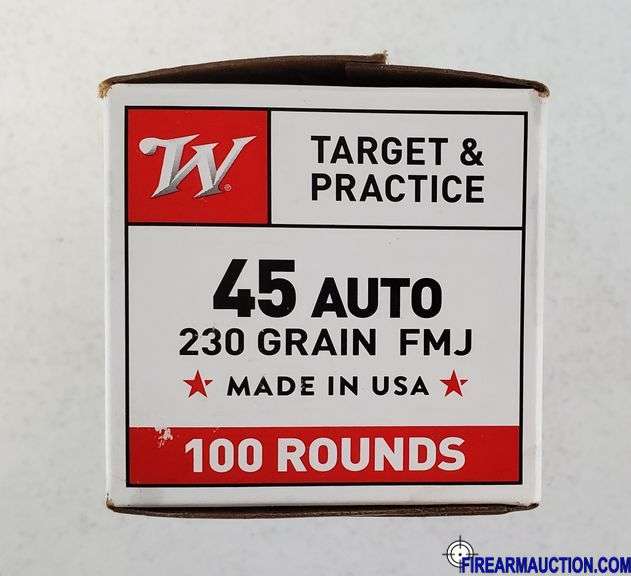 W®
TARGET &
PRACTICE
45 AUTO
230 GRAIN FMJ
★ MADE IN USA ★
100 ROUNDS
FIREARMAUCTION.COM